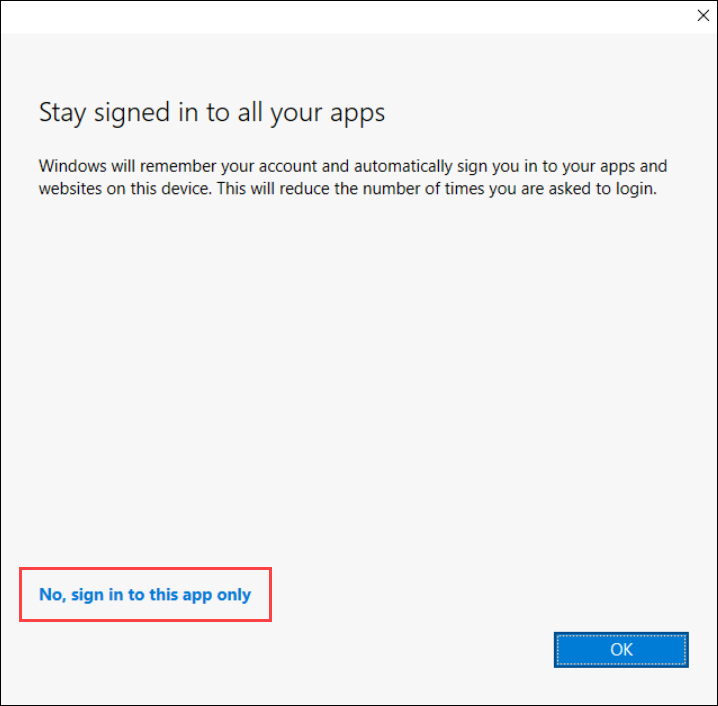 Stay signed in to all your apps
Windows will remember your account and automatically sign you in to your apps and
websites on this device. This will reduce the number of times you are asked to login.
No, sign in to this app only
OK